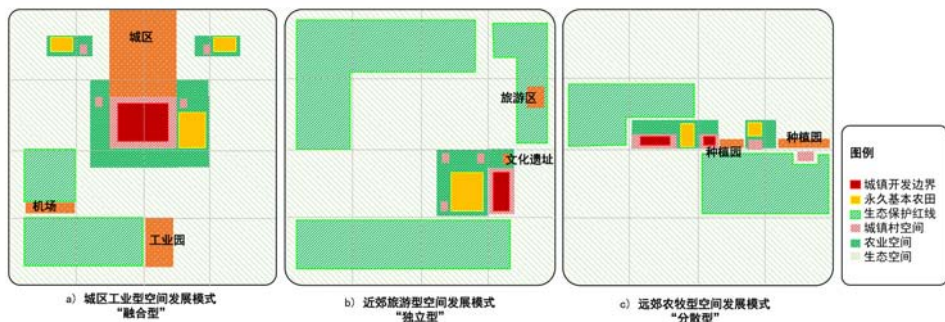 城区
机场
工业园
a）城区工业型空间发展模式
“融合型”
旅游区
文化遗址
b）近郊旅游型空间发展模式
“独立型”
种植园
种植园
c）远郊农牧型空间发展模式
“分散型”
图例
城镇开发边界
永久基本农田
生态保护红线
城镇村空间
农业空间
生态空间